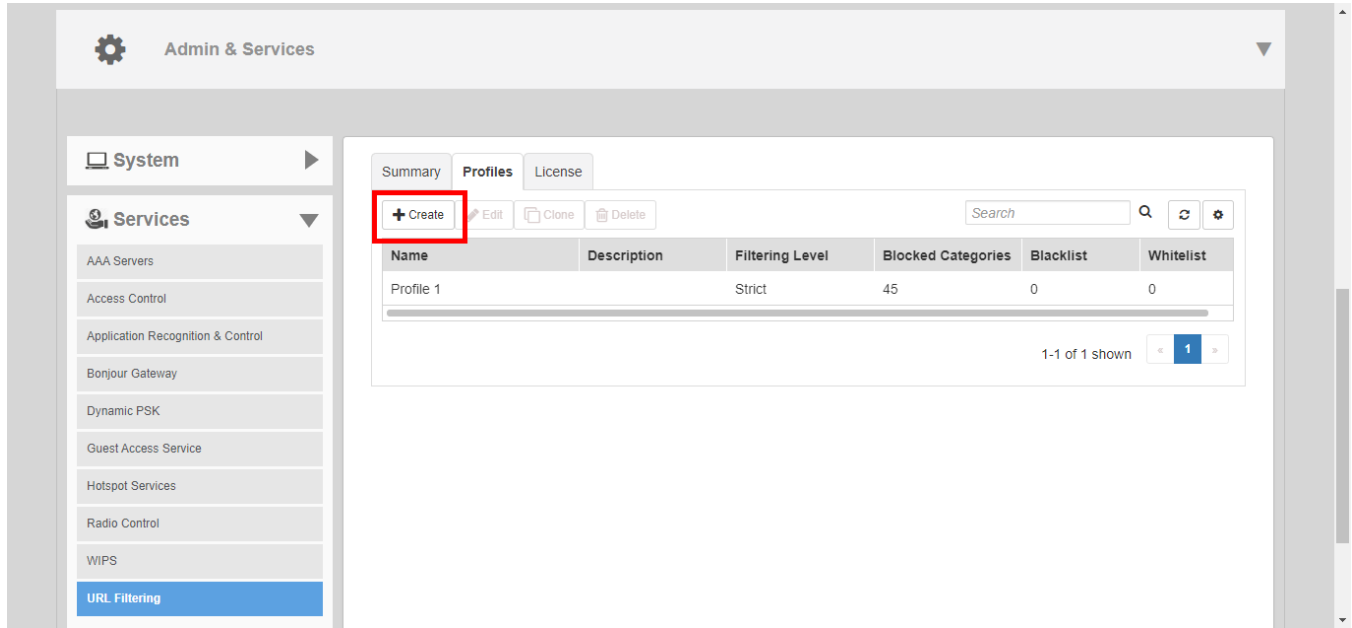 Admin & Services
System
Services
AAA Servers
Access Control
Application Recognition & Control
Bonjour Gateway
Dynamic PSK
Guest Access Service
Hotspot Services
Radio Control
WIPS
URL Filtering
Summary Profiles License
+ Create Edit Clone Delete Search
Name Description Filtering Level Blocked Categories Blacklist Whitelist
Profile 1 Strict 45 0 0
1-1 of 1 shown « 1 »